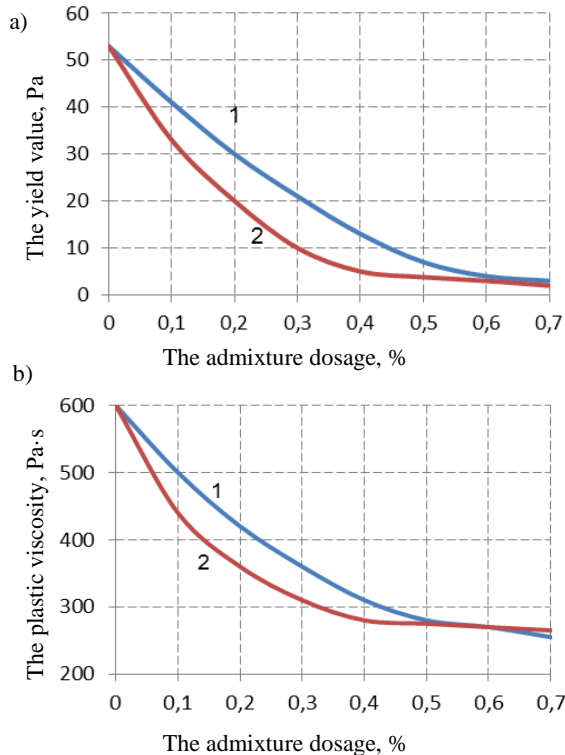 a)
The yield value, Pa
60
50
40
30
20
10
0
1
2
0 0,1 0,2 0,3 0,4 0,5 0,6 0,7
The admixture dosage, %
b)
The plastic viscosity, Pa·s
600
500
400
300
200
1
2
0 0,1 0,2 0,3 0,4 0,5 0,6 0,7
The admixture dosage, %